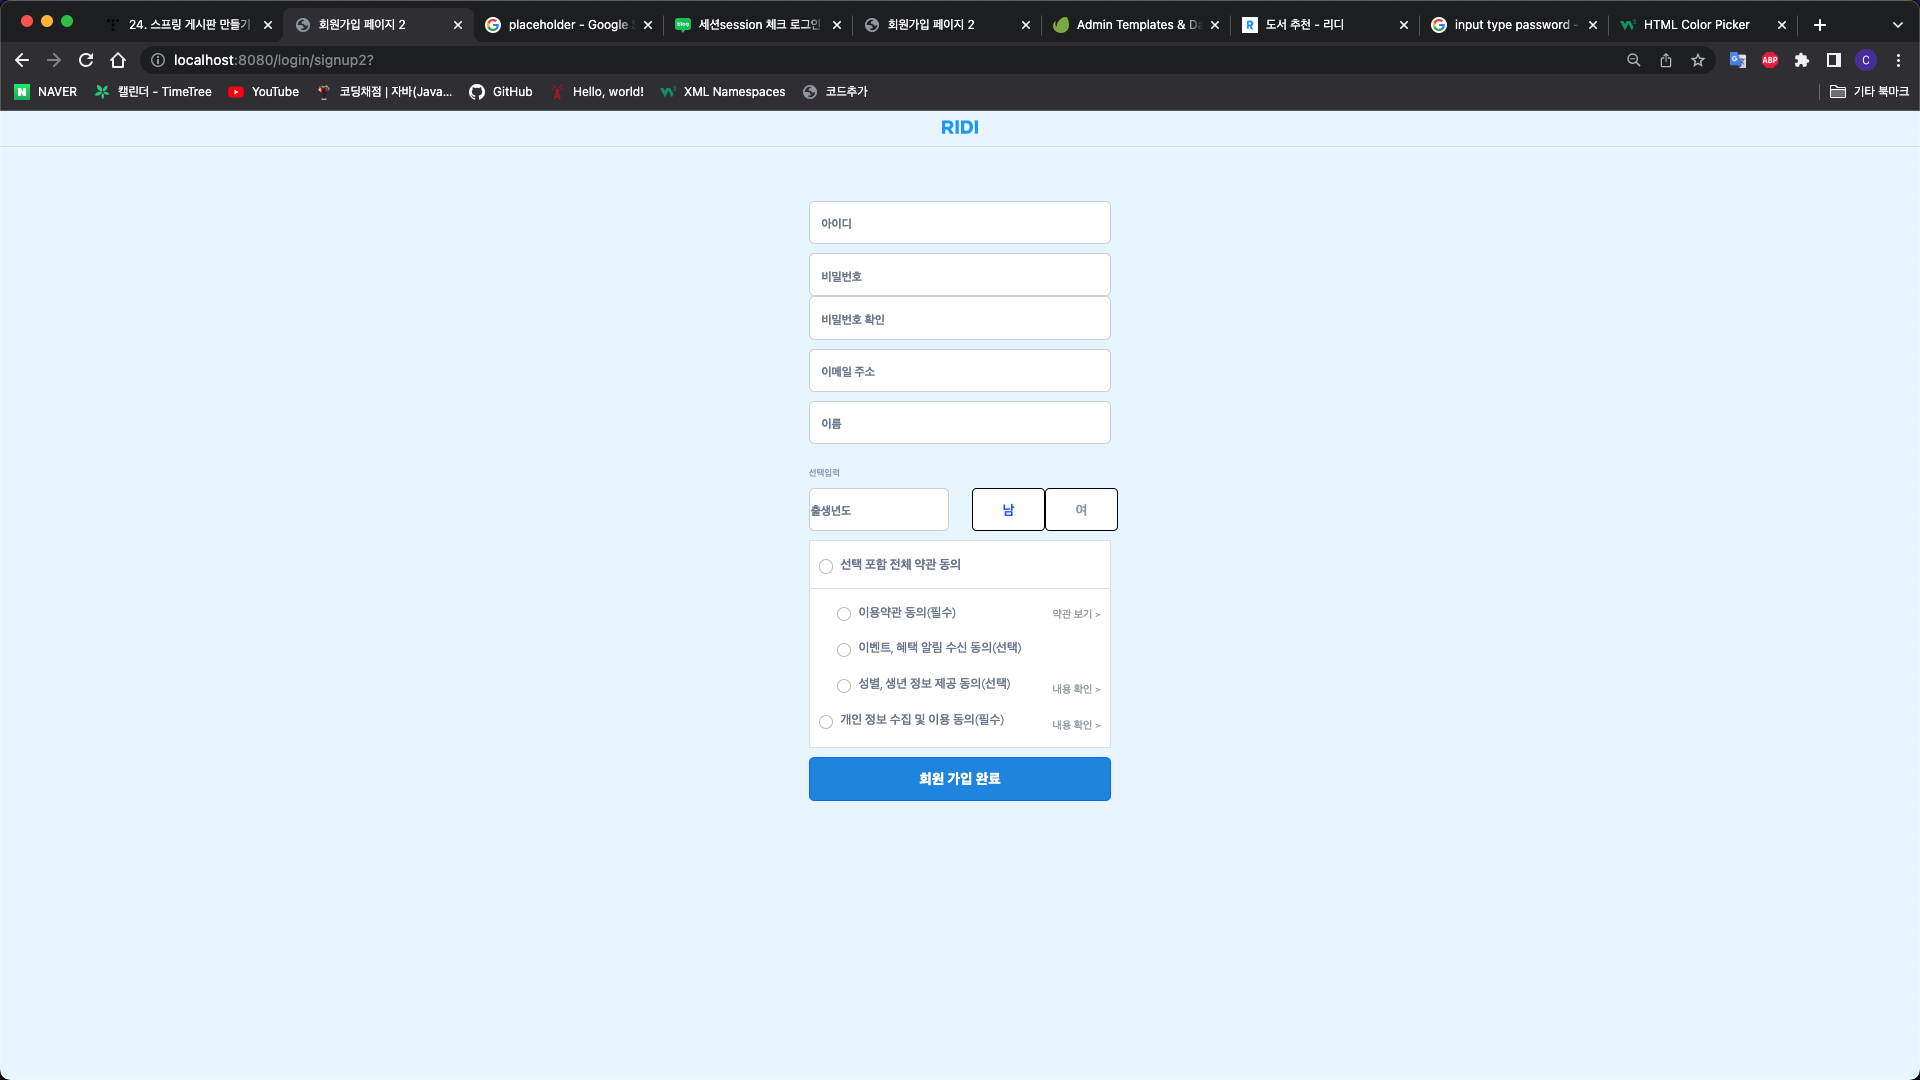 24. 스프링 게시판 만들기
회원가입 페이지 2
placeholder - Google
세션session 체크 로그인
회원가입 페이지 2
Admin Templates & Da
도서 추천 - 리디
input type password -
HTML Color Picker
localhost:8080/login/signup2?
ABP
C
N NAVER
캘린더 - TimeTree
YouTube
코딩채점 | 자바(Java...
GitHub
Hello, world!
XML Namespaces
코드추가
기타 북마크
RIDI
아이디
비밀번호
비밀번호 확인
이메일 주소
이름
선택입력
출생년도 남 여
선택 포함 전체 약관 동의
이용약관 동의(필수) 약관 보기 >
이벤트, 혜택 알림 수신 동의(선택)
성별, 생년 정보 제공 동의(선택) 내용 확인 >
개인 정보 수집 및 이용 동의(필수) 내용 확인 >
회원 가입 완료